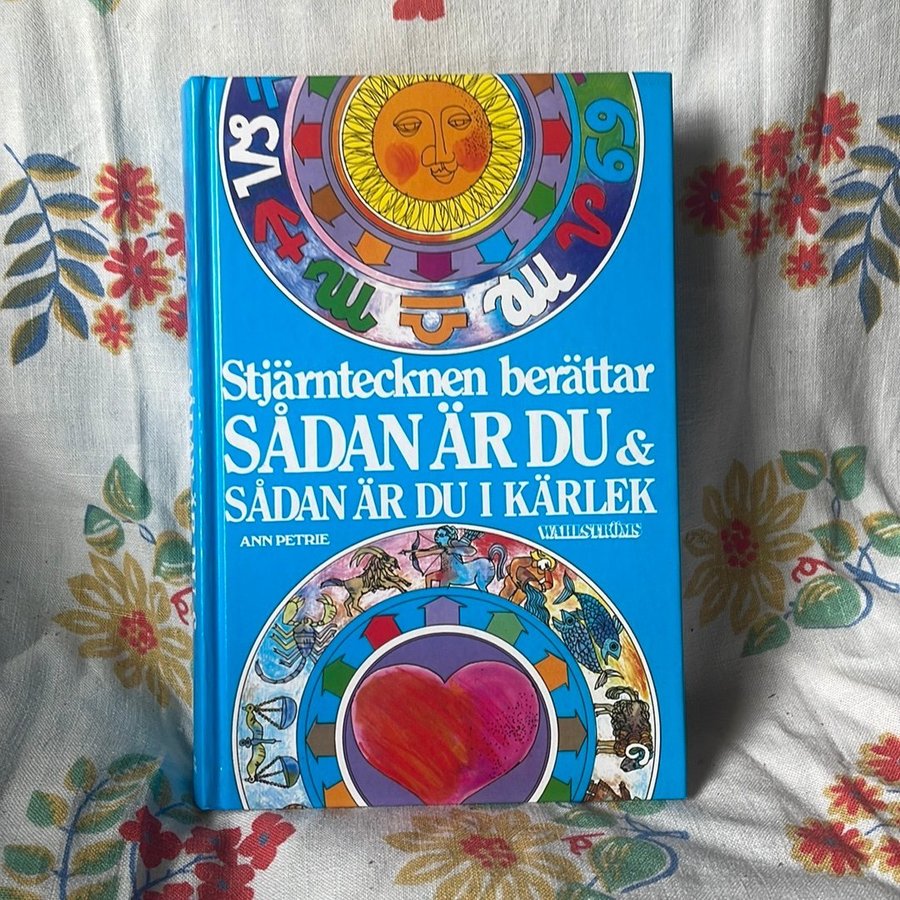 Stjärntecknen berättar
SÅDAN ÄR DU &
SÅDAN ÄR DU I KÄRLEK
ANN PETRIE
WAHLSTRÖMS